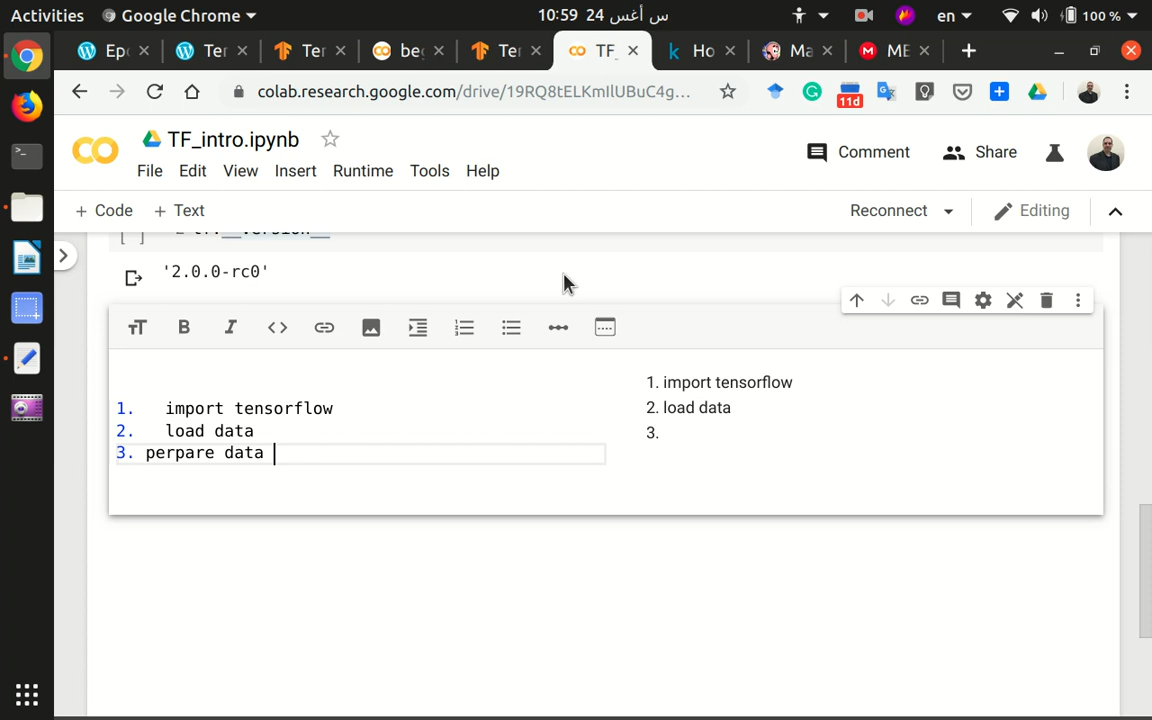 Activities
Google Chrome
س أغس 24 10:59
en
100 %
Ep
Ter
Ter
be
Ter
TF_
Ho
Ma
ME
colab.research.google.com/drive/19RQ8tELKmIlUBuC4g...
11d
TF_intro.ipynb
File Edit View Insert Runtime Tools Help
Comment
Share
+ Code + Text
Reconnect
Editing
[ ]
tf.__version__
'2.0.0-rc0'
1. import tensorflow
2. load data
3. perpare data
1. import tensorflow
2. load data
3.